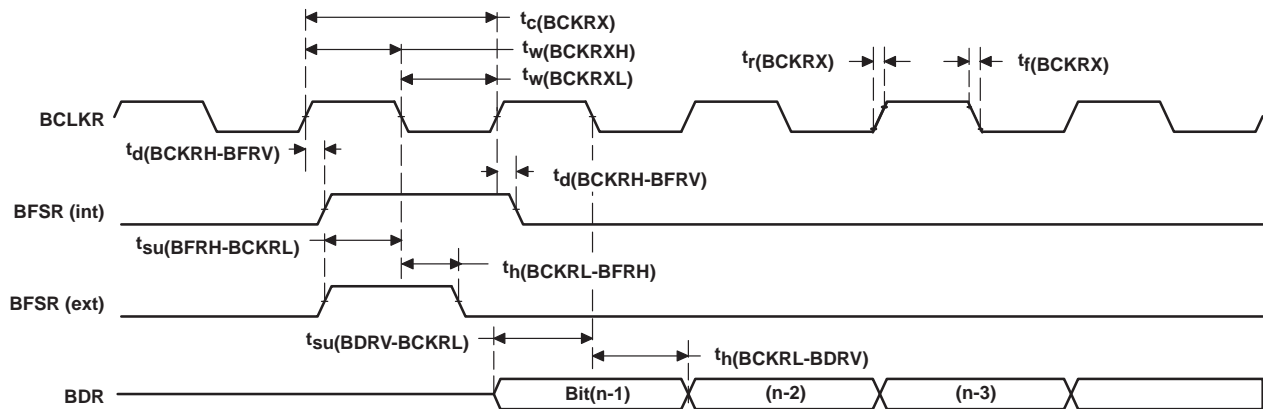 tc(BCKRX)
tw(BCKRXH)
tw(BCKRXL)
tr(BCKRX)
tf(BCKRX)
BCLKR
td(BCKRH-BFRV)
td(BCKRH-BFRV)
BFSR (int)
tsu(BFRH-BCKRL)
th(BCKRL-BFRH)
BFSR (ext)
tsu(BDRV-BCKRL)
th(BCKRL-BDRV)
BDR
Bit(n-1)
(n-2)
(n-3)